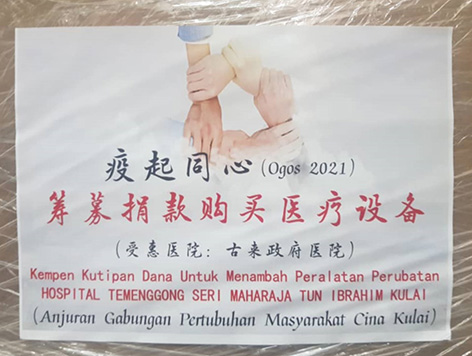 疫起同心 (Ogos 2021)
筹募捐款购买医疗设备
(受惠医院: 古来政府医院)
Kempen Kutipan Dana Untuk Menambah Peralatan Perubatan
HOSPITAL TEMENGGONG SERI MAHARAJA TUN IBRAHIM KULAI
(Anjuran Gabungan Pertubuhan Masyarakat Cina Kulai)